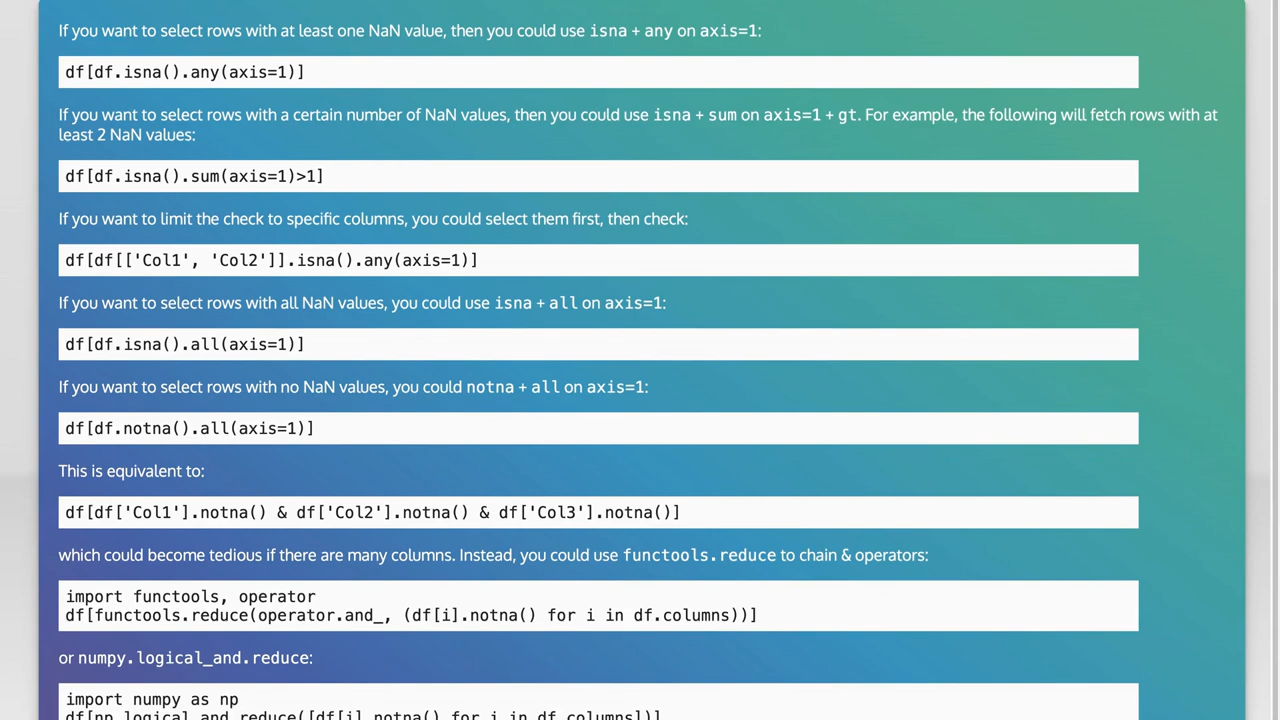 If you want to select rows with at least one NaN value, then you could use isna + any on axis=1:
df[df.isna().any(axis=1)]
If you want to select rows with a certain number of NaN values, then you could use isna + sum on axis=1 + gt. For example, the following will fetch rows with at
least 2 NaN values:
df[df.isna().sum(axis=1)>1]
If you want to limit the check to specific columns, you could select them first, then check:
df[df[['Col1', 'Col2']].isna().any(axis=1)]
If you want to select rows with all NaN values, you could use isna + all on axis=1:
df[df.isna().all(axis=1)]
If you want to select rows with no NaN values, you could notna + all on axis=1:
df[df.notna().all(axis=1)]
This is equivalent to:
df[df['Col1'].notna() & df['Col2'].notna() & df['Col3'].notna()]
which could become tedious if there are many columns. Instead, you could use functools.reduce to chain & operators:
import functools, operator
df[functools.reduce(operator.and_, (df[i].notna() for i in df.columns))]
or numpy.logical_and.reduce:
import numpy as np
df[np.logical_and.reduce([df[i].notna() for i in df.columns])]